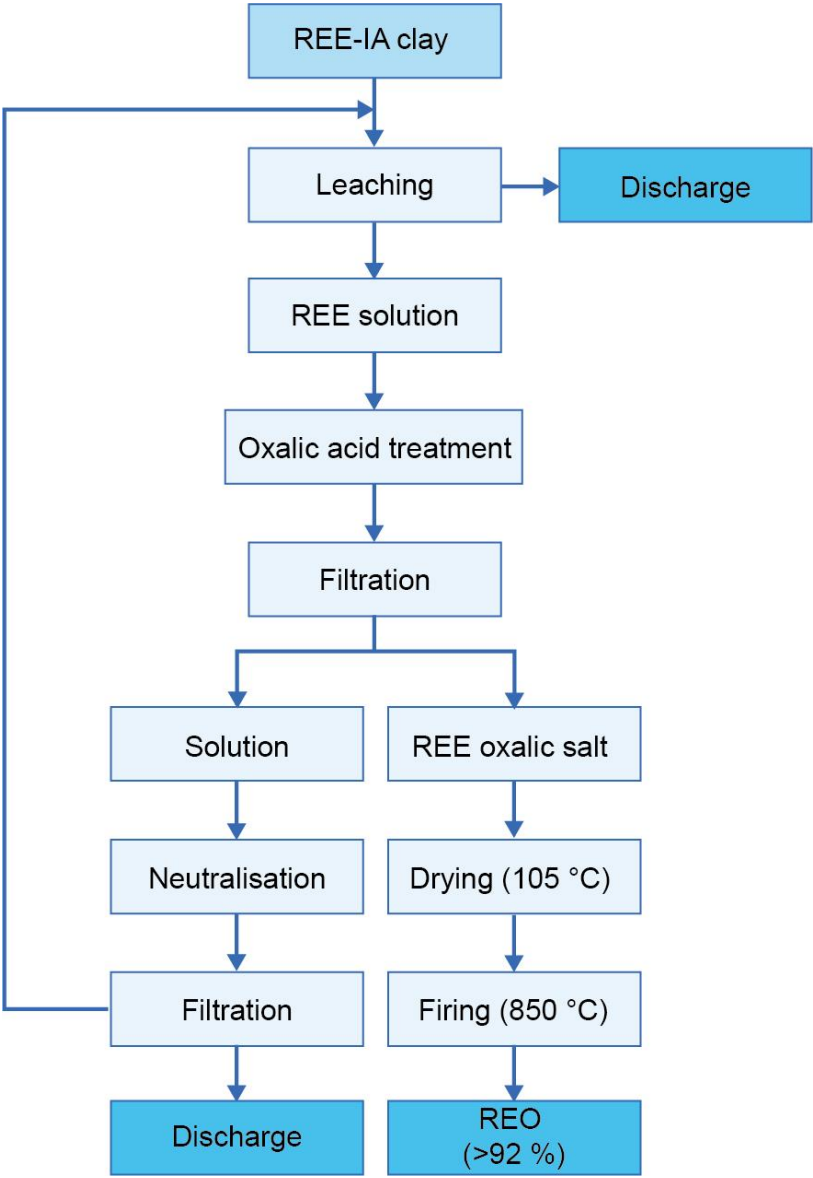 REE-IA clay
Leaching
Discharge
REE solution
Oxalic acid treatment
Filtration
Solution
REE oxalic salt
Neutralisation
Drying (105 °C)
Filtration
Firing (850 °C)
Discharge
REO
(>92 %)